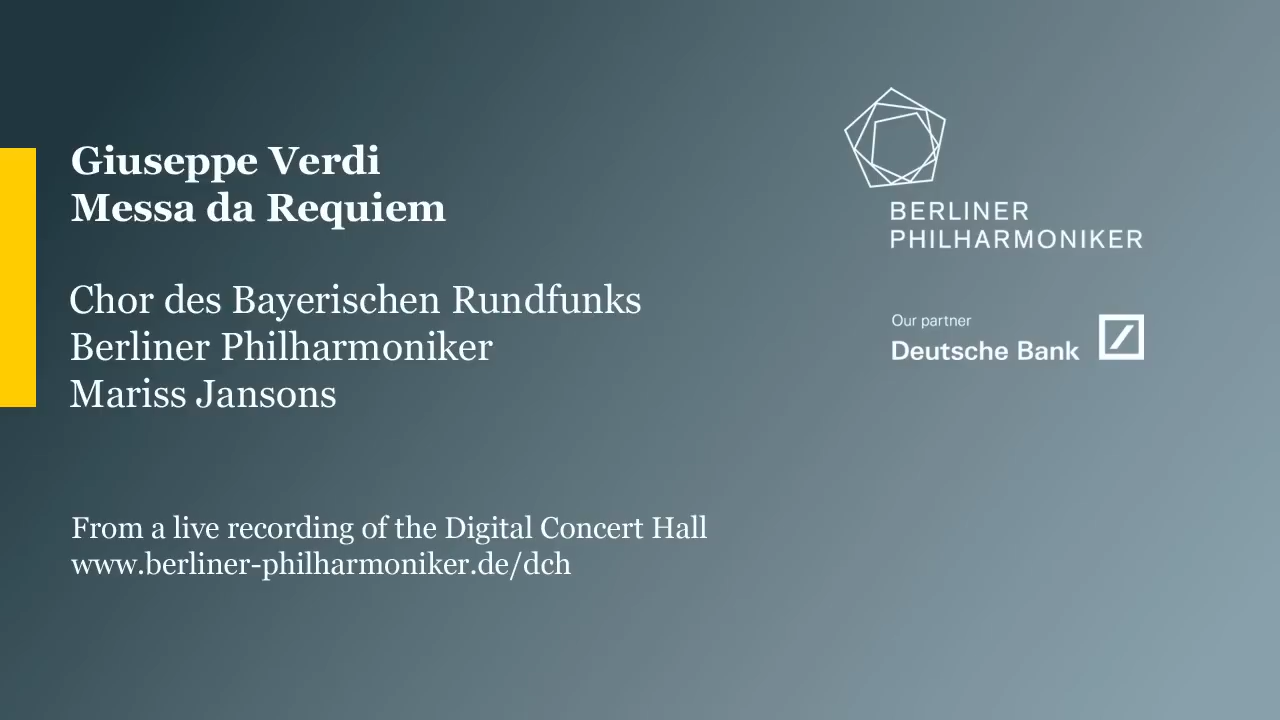 Giuseppe Verdi
Messa da Requiem
Chor des Bayerischen Rundfunks
Berliner Philharmoniker
Mariss Jansons
From a live recording of the Digital Concert Hall
www.berliner-philharmoniker.de/dch
BERLINER
PHILHARMONIKER
Our partner
Deutsche Bank